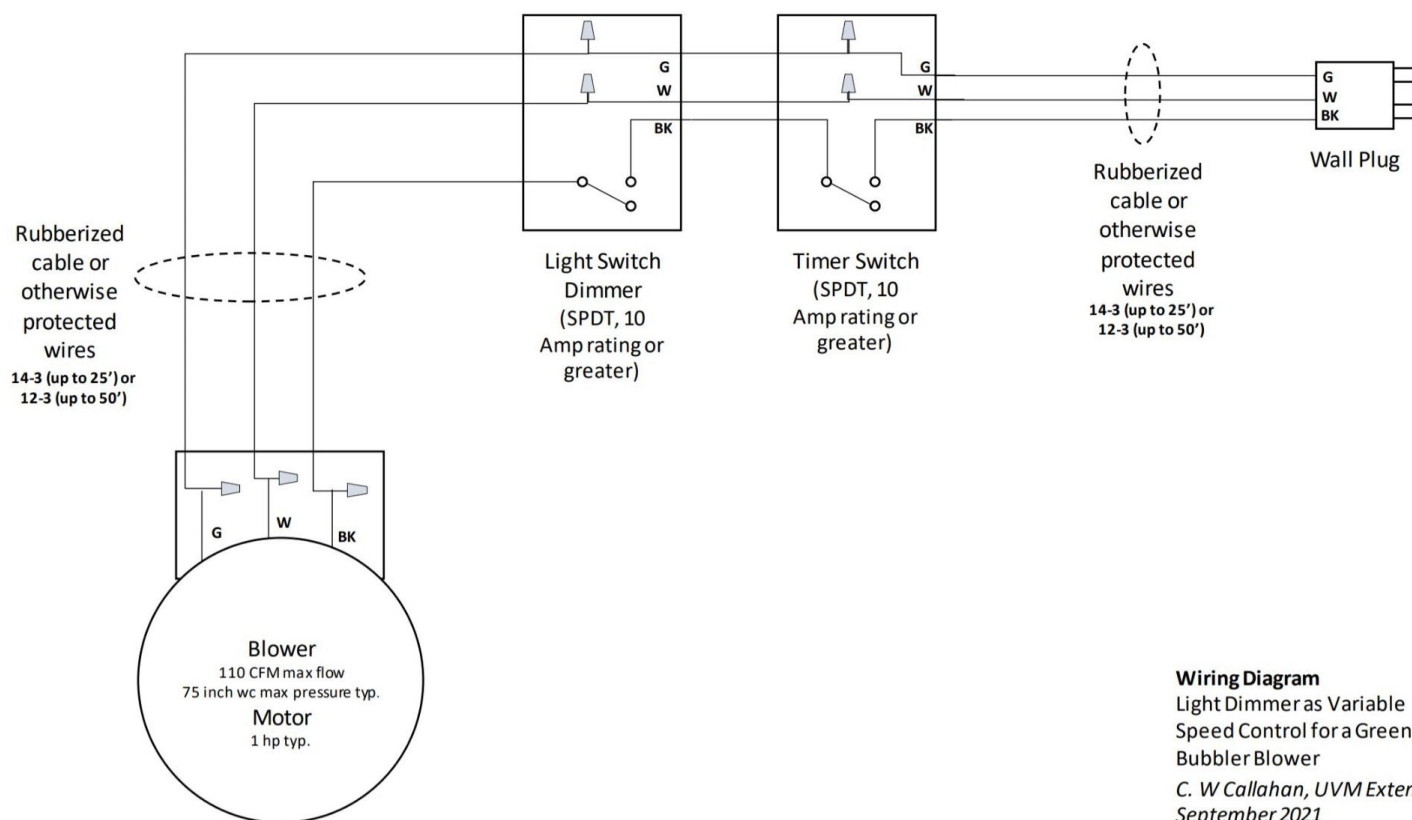 G
W
BK
G
W
BK
G
W
BK
Wall Plug
Rubberized
cable or
otherwise
protected
wires
14-3 (up to 25') or
12-3 (up to 50')
Light Switch
Dimmer
(SPDT, 10
Amp rating or
greater)
Timer Switch
(SPDT, 10
Amp rating or
greater)
Rubberized
cable or
otherwise
protected
wires
14-3 (up to 25') or
12-3 (up to 50')
G
W
BK
Blower
110 CFM max flow
75 inch wc max pressure typ.
Motor
1 hp typ.
Wiring Diagram
Light Dimmer as Variable
Speed Control for a Green
Bubbler Blower
C. W Callahan, UVM Exten
September 2021